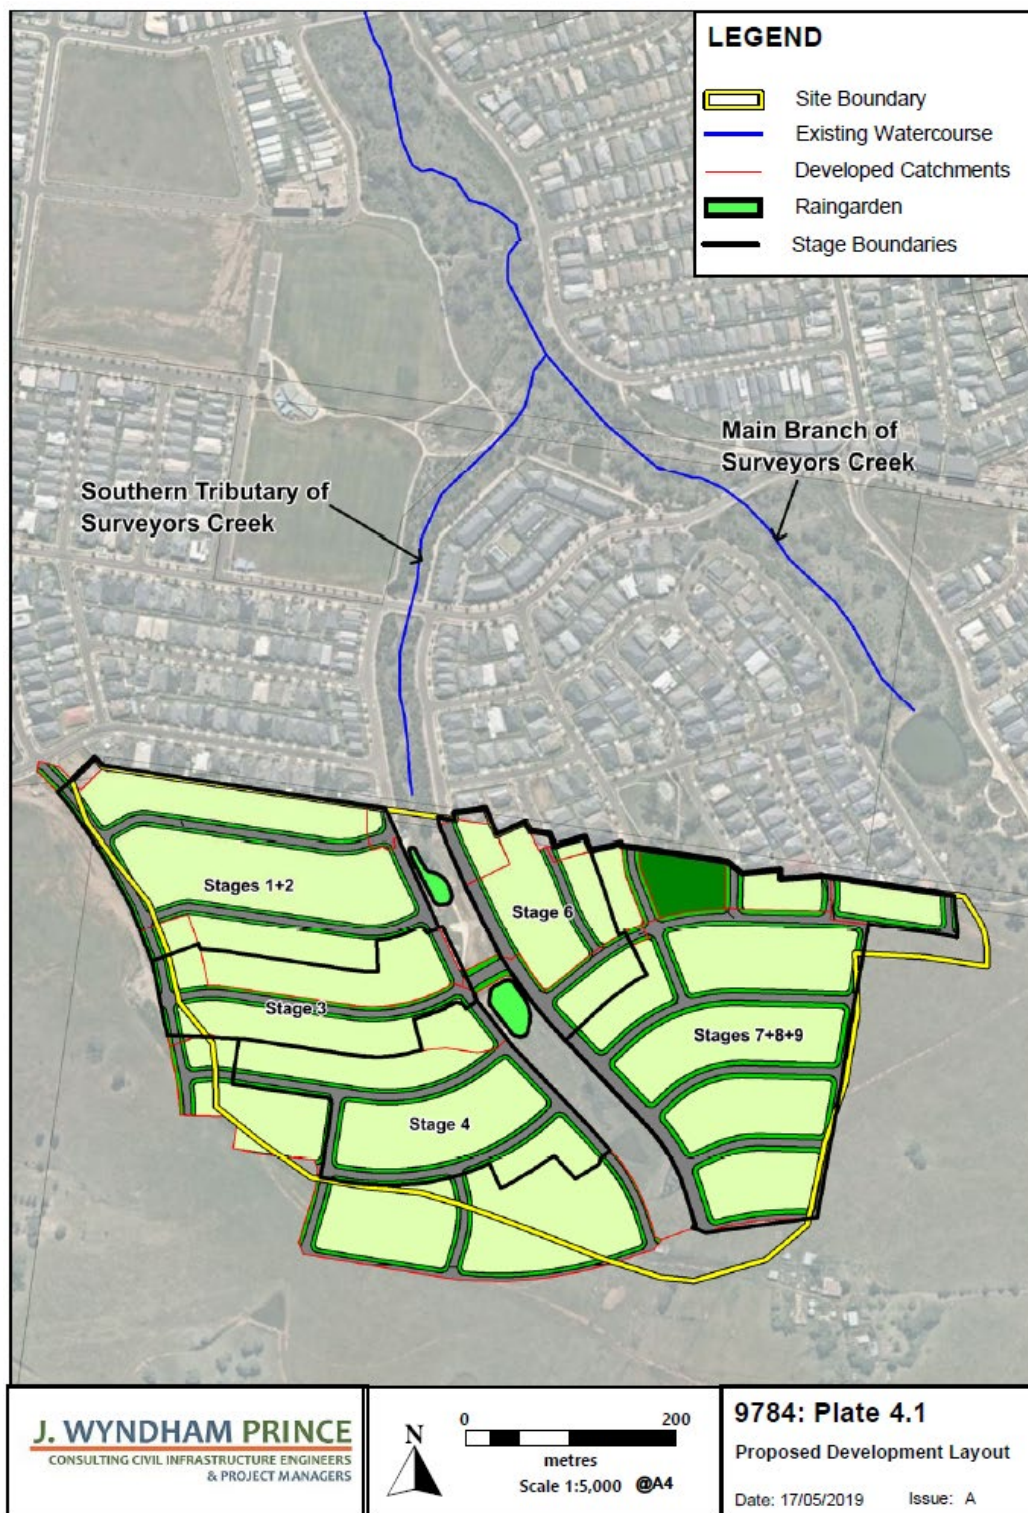 LEGEND
Site Boundary
Existing Watercourse
Developed Catchments
Raingarden
Stage Boundaries
Main Branch of
Surveyors Creek
Southern Tributary of
Surveyors Creek
Stages 1+2
Stage 6
Stage 3
Stages 7+8+9
Stage 4
J. WYNDHAM PRINCE
CONSULTING CIVIL INFRASTRUCTURE ENGINEERS
& PROJECT MANAGERS
N
0 200
metres
Scale 1:5,000 @A4
9784: Plate 4.1
Proposed Development Layout
Date: 17/05/2019 Issue: A